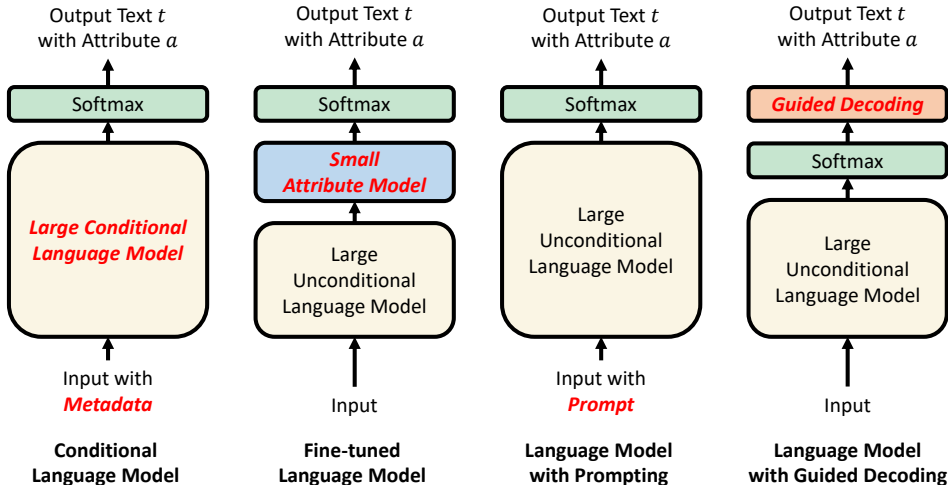 Output Text t
with Attribute a
Softmax
Large Conditional
Language Model
Input with
Metadata
Conditional
Language Model
Output Text t
with Attribute a
Softmax
Small
Attribute Model
Large
Unconditional
Language Model
Input
Fine-tuned
Language Model
Output Text t
with Attribute a
Softmax
Large
Unconditional
Language Model
Input with
Prompt
Language Model
with Prompting
Output Text t
with Attribute a
Guided Decoding
Softmax
Large
Unconditional
Language Model
Input
Language Model
with Guided Decoding